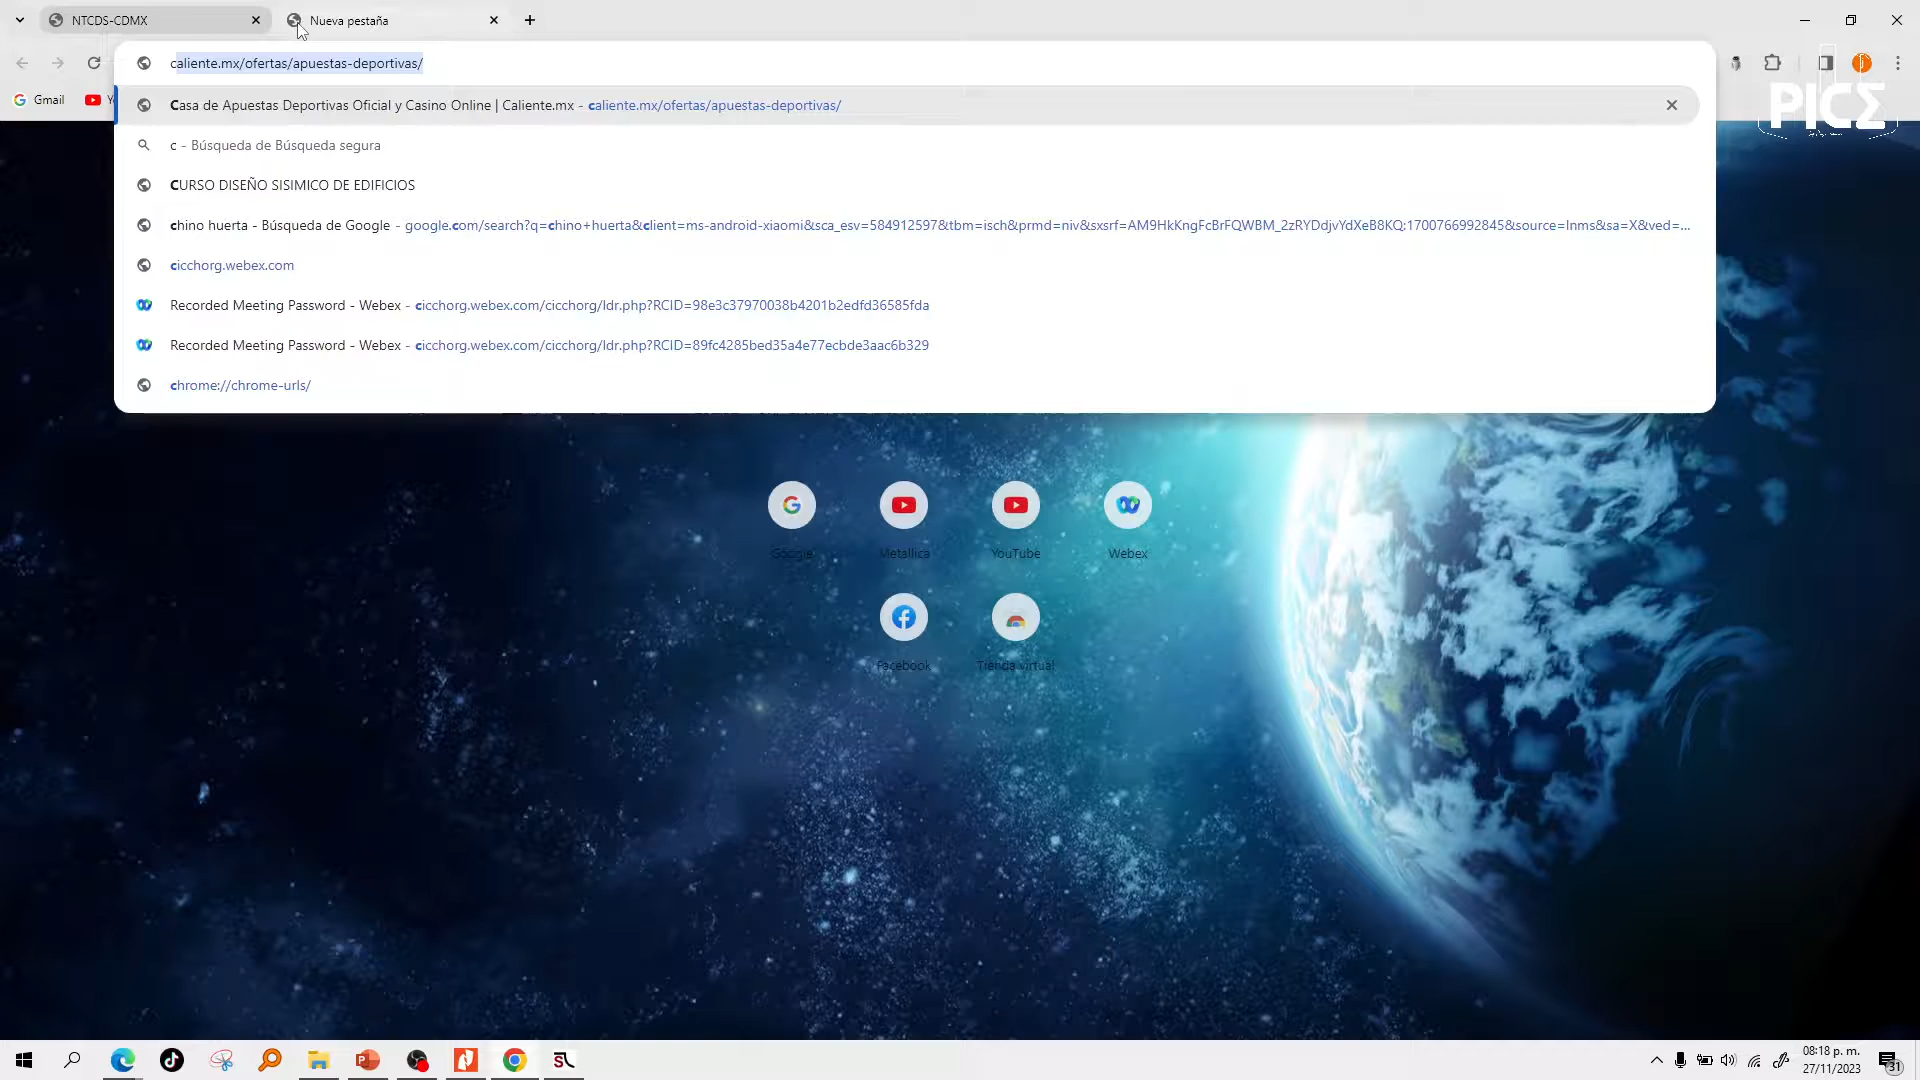 NTCDS-CDMX
Nueva pestaña
caliente.mx/ofertas/apuestas-deportivas/
Gmail
Y
PICE
Casa de Apuestas Deportivas Oficial y Casino Online | Caliente.mx - caliente.mx/ofertas/apuestas-deportivas/
c - Búsqueda de Búsqueda segura
CURSO DISEÑO SISIMICO DE EDIFICIOS
chino huerta - Búsqueda de Google - google.com/search?q=chino+huerta&client=ms-android-xiaomi&sca_esv=584912597&tbm=isch&prmd=niv&sxsrf=AM9HkKngFcBrFQWBM_2zRYDdjvYdXeB8KQ:1700766992845&source=lnms&sa=X&ved=...
cicchorg.webex.com
Recorded Meeting Password - Webex - cicchorg.webex.com/cicchorg/ldr.php?RCID=98e3c37970038b4201b2edfd36585fda
Recorded Meeting Password - Webex - cicchorg.webex.com/cicchorg/ldr.php?RCID=89fc4285bed35a4e77ecbde3aac6b329
chrome://chrome-urls/
Google
Metallica
YouTube
Webex
Facebook
Tienda virtual
08:18 p. m.
27/11/2023
31